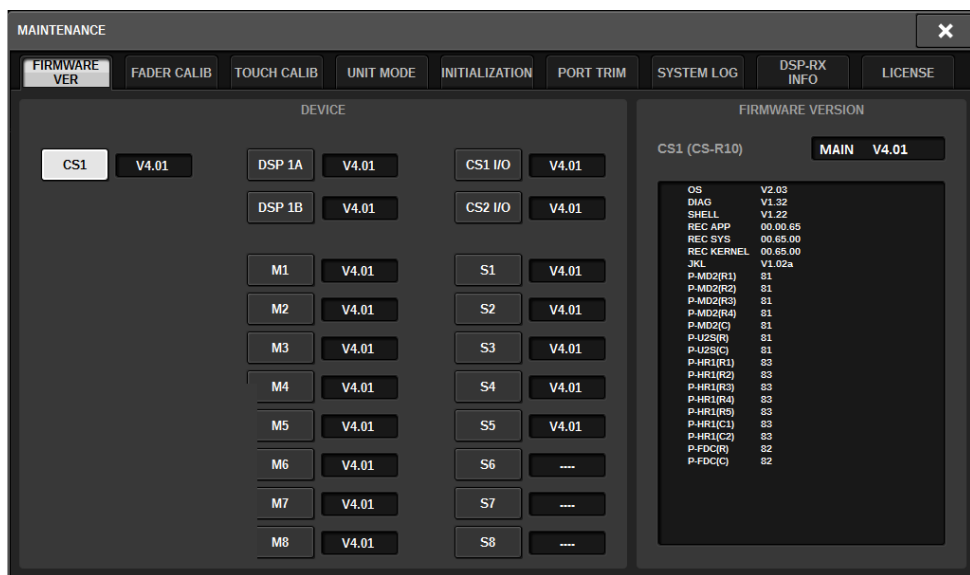 MAINTENANCE
FIRMWARE VER
FADER CALIB
TOUCH CALIB
UNIT MODE
INITIALIZATION
PORT TRIM
SYSTEM LOG
DSP-RX INFO
LICENSE
DEVICE
CS1 V4.01 DSP 1A V4.01 CS1 I/O V4.01
DSP 1B V4.01 CS2 I/O V4.01
M1 V4.01 S1 V4.01
M2 V4.01 S2 V4.01
M3 V4.01 S3 V4.01
M4 V4.01 S4 V4.01
M5 V4.01 S5 V4.01
M6 V4.01 S6 ----
M7 V4.01 S7 ----
M8 V4.01 S8 ----
FIRMWARE VERSION
CS1 (CS-R10) MAIN V4.01
OS V2.03
DIAG V1.32
SHELL V1.22
REC APP 00.00.65
REC SYS 00.65.00
REC KERNEL 00.65.00
JKL V1.02a
P-MD2(R1) 81
P-MD2(R2) 81
P-MD2(R3) 81
P-MD2(R4) 81
P-MD2(C) 81
P-U2S(R) 81
P-U2S(C) 81
P-HR1(R1) 83
P-HR1(R2) 83
P-HR1(R3) 83
P-HR1(R4) 83
P-HR1(R5) 83
P-HR1(C1) 83
P-HR1(C2) 83
P-FDC(R) 82
P-FDC(C) 82